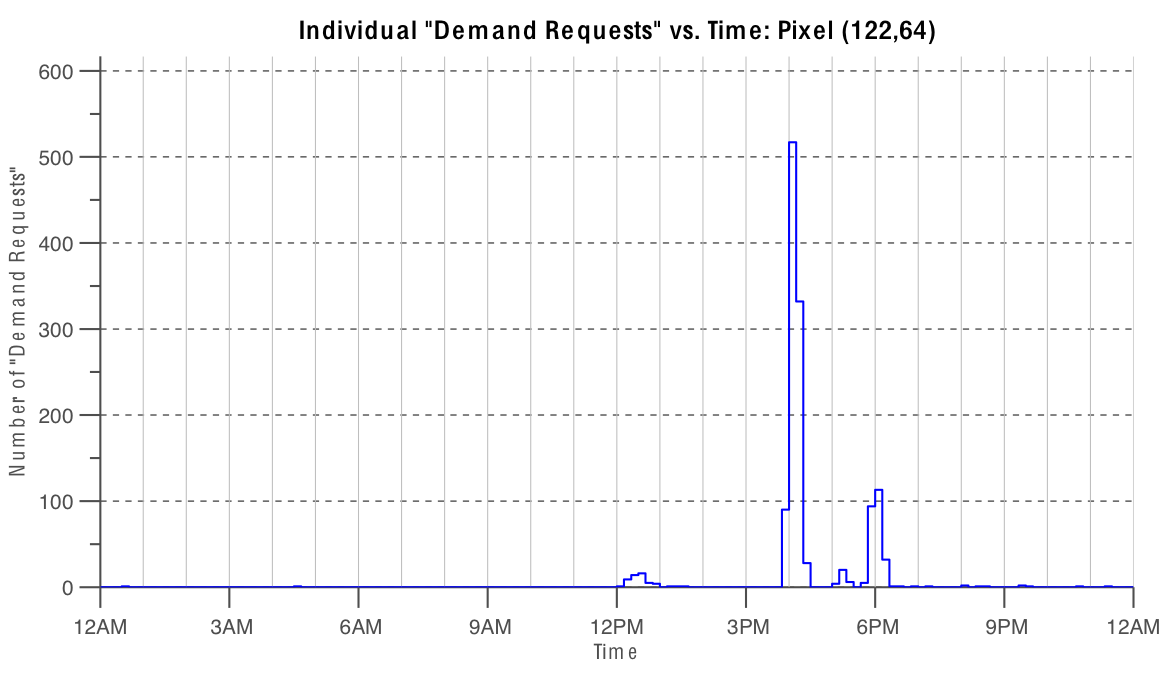 Individual "Demand Requests" vs. Time: Pixel (122,64)
Number of "Demand Requests"
600
500
400
300
200
100
0
12AM 3AM 6AM 9AM 12PM 3PM 6PM 9PM 12AM
Time